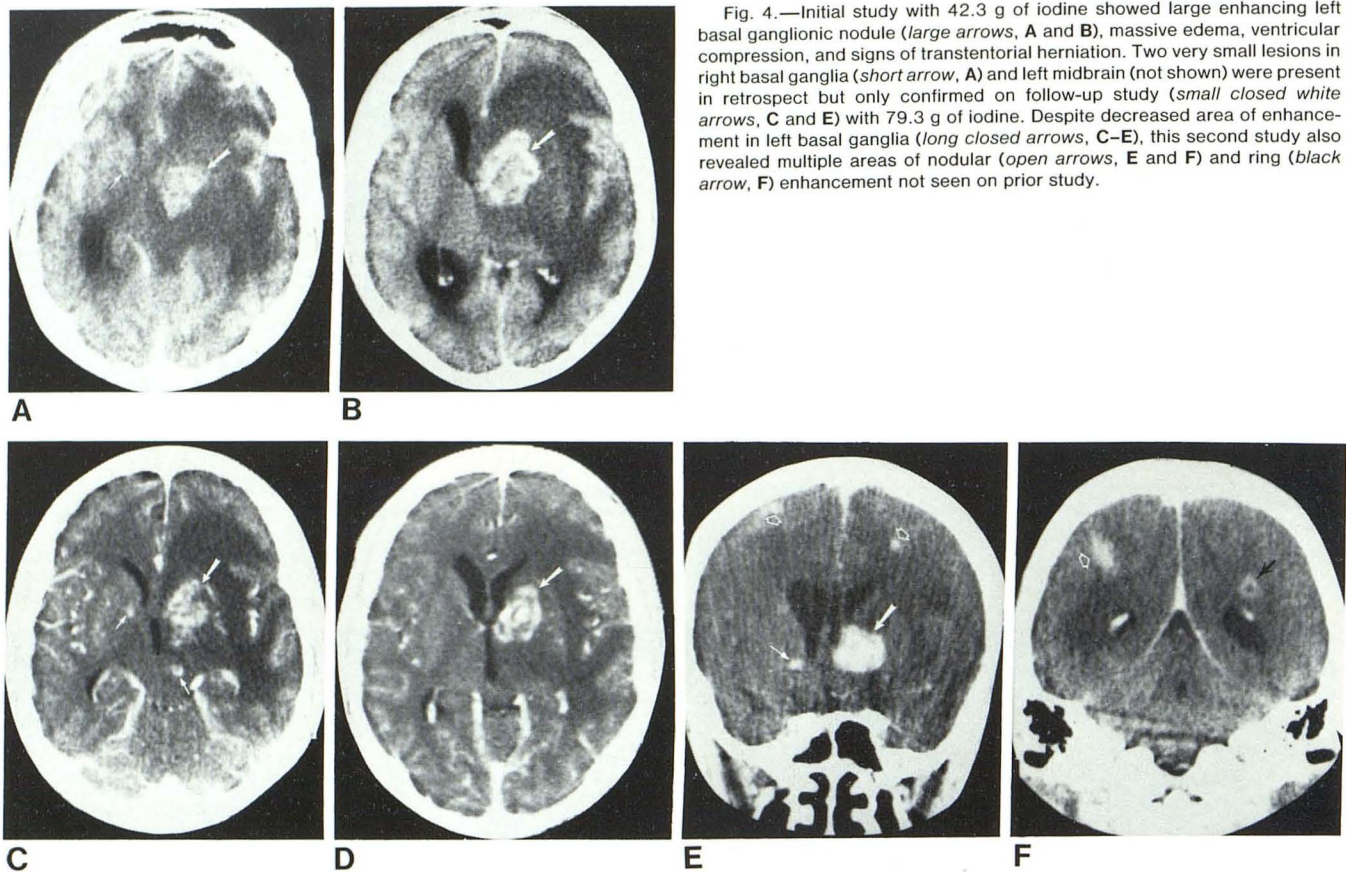 Fig. 4.—Initial study with 42.3 g of iodine showed large enhancing left
basal ganglionic nodule (large arrows, A and B), massive edema, ventricular
compression, and signs of transtentorial herniation. Two very small lesions in
right basal ganglia (short arrow, A) and left midbrain (not shown) were present
in retrospect but only confirmed on follow-up study (small closed white
arrows, C and E) with 79.3 g of iodine. Despite decreased area of enhance-
ment in left basal ganglia (long closed arrows, C–E), this second study also
revealed multiple areas of nodular (open arrows, E and F) and ring (black
arrow, F) enhancement not seen on prior study.
A
B
C
D
E
F